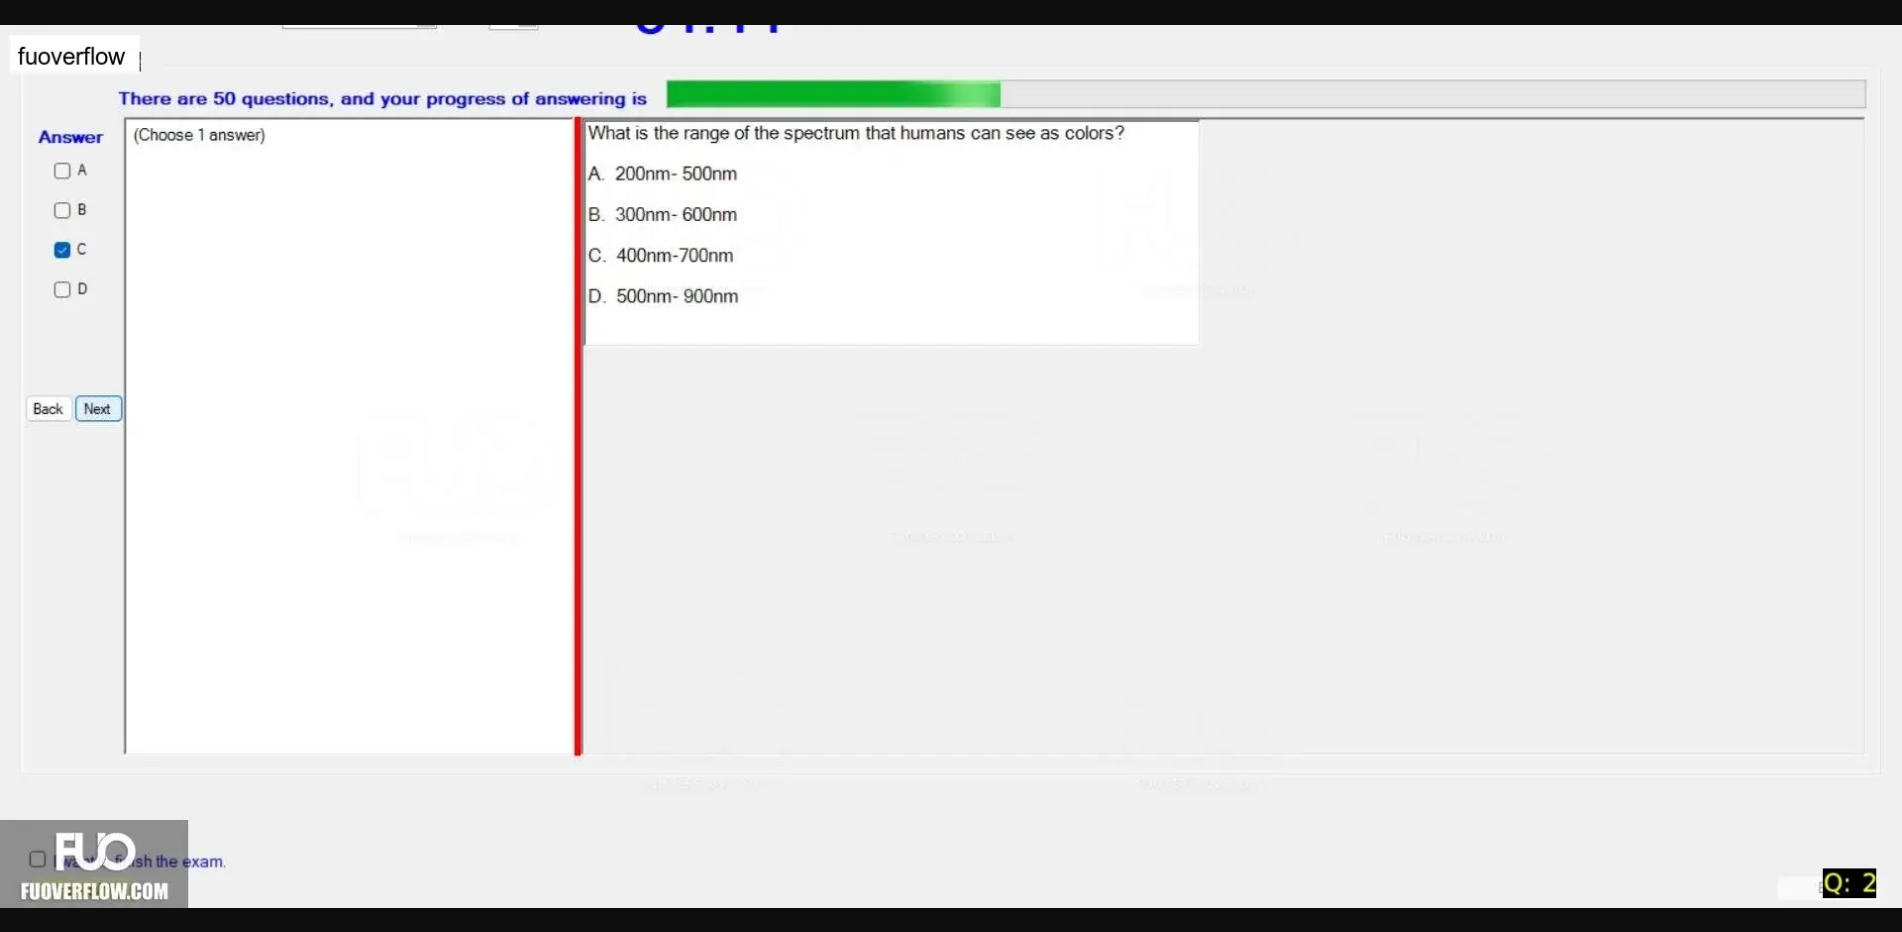 fuoverflow
There are 50 questions, and your progress of answering is
Answer
A
B
C
D
Back
Next
(Choose 1 answer)
What is the range of the spectrum that humans can see as colors?
A. 200nm- 500nm
B. 300nm- 600nm
C. 400nm-700nm
D. 500nm- 900nm
the exam.
FUO
FUOVERFLOW.COM
Q: 2